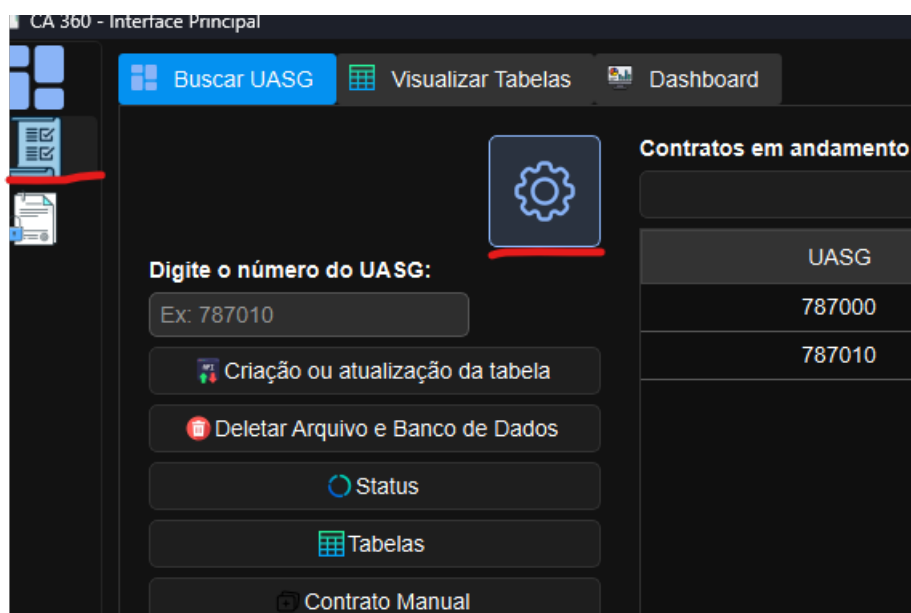 CA 360 - Interface Principal
Buscar UASG
Visualizar Tabelas
Dashboard
Contratos em andamento
Digite o número do UASG:
Ex: 787010
Criação ou atualização da tabela
Deletar Arquivo e Banco de Dados
Status
Tabelas
Contrato Manual
UASG
787000
787010